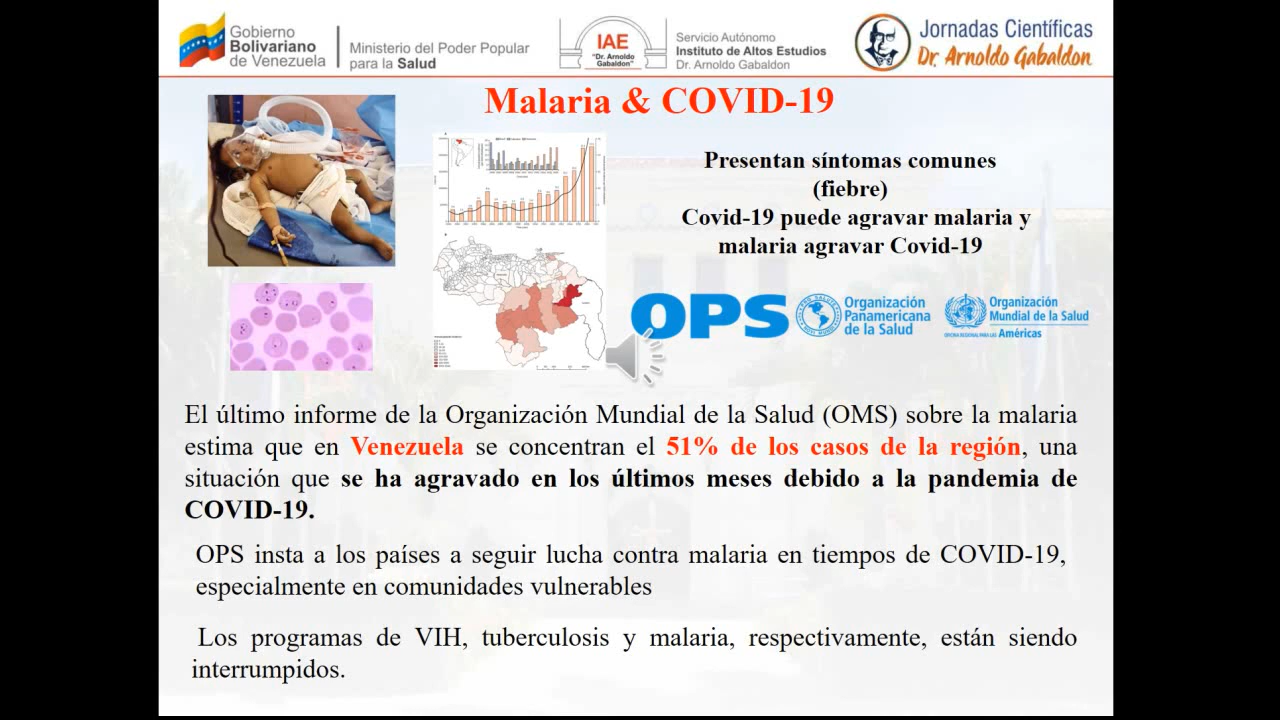 Gobierno
Bolivariano
de Venezuela
Ministerio del Poder Popular
para la Salud
IAE
"Dr. Arnoldo
Gabaldon"
Servicio Autónomo
Instituto de Altos Estudios
Dr. Arnoldo Gabaldon
Jornadas Científicas
Dr. Arnoldo Gabaldon
Malaria & COVID-19
Presentan síntomas comunes
(fiebre)
Covid-19 puede agravar malaria y
malaria agravar Covid-19
OPS
Organización
Panamericana
de la Salud
Organización
Mundial de la Salud
OFICINA REGIONAL PARA LAS Américas
El último informe de la Organización Mundial de la Salud (OMS) sobre la malaria
estima que en Venezuela se concentran el 51% de los casos de la región, una
situación que se ha agravado en los últimos meses debido a la pandemia de
COVID-19.
OPS insta a los países a seguir lucha contra malaria en tiempos de COVID-19,
especialmente en comunidades vulnerables
Los programas de VIH, tuberculosis y malaria, respectivamente, están siendo
interrumpidos.